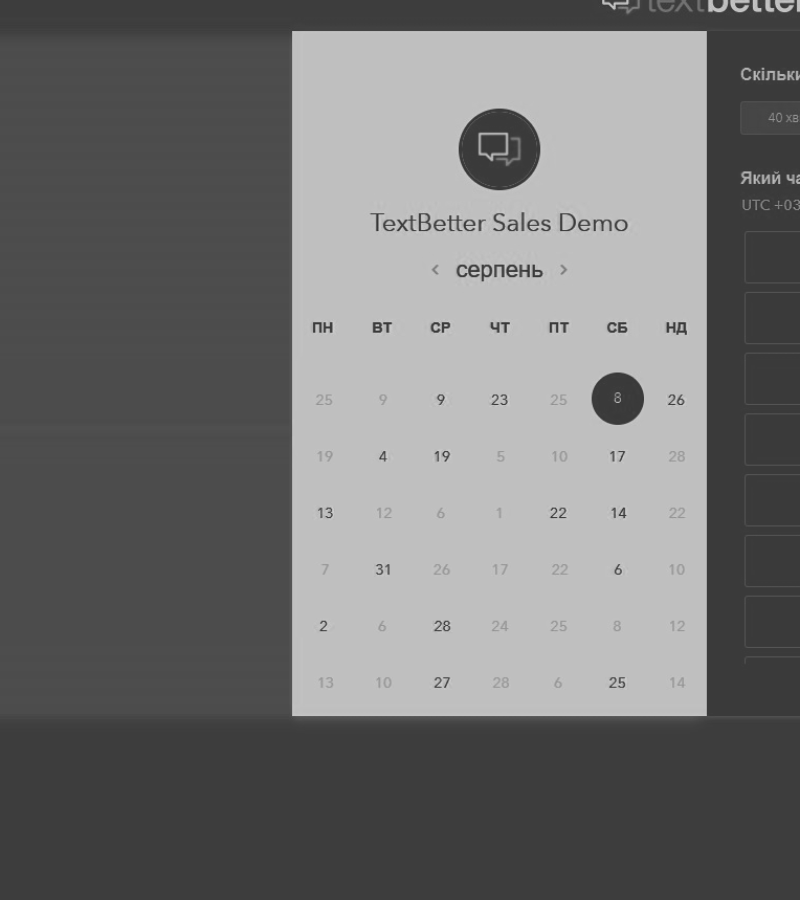 textbetter
TextBetter Sales Demo
‹ серпень ›
ПН ВТ СР ЧТ ПТ СБ НД
25 9 9 23 25 8 26
19 4 19 5 10 17 28
13 12 6 1 22 14 22
7 31 26 17 22 6 10
2 6 28 24 25 8 12
13 10 27 28 6 25 14
Скільки
40 хв
Який ча
UTC +03